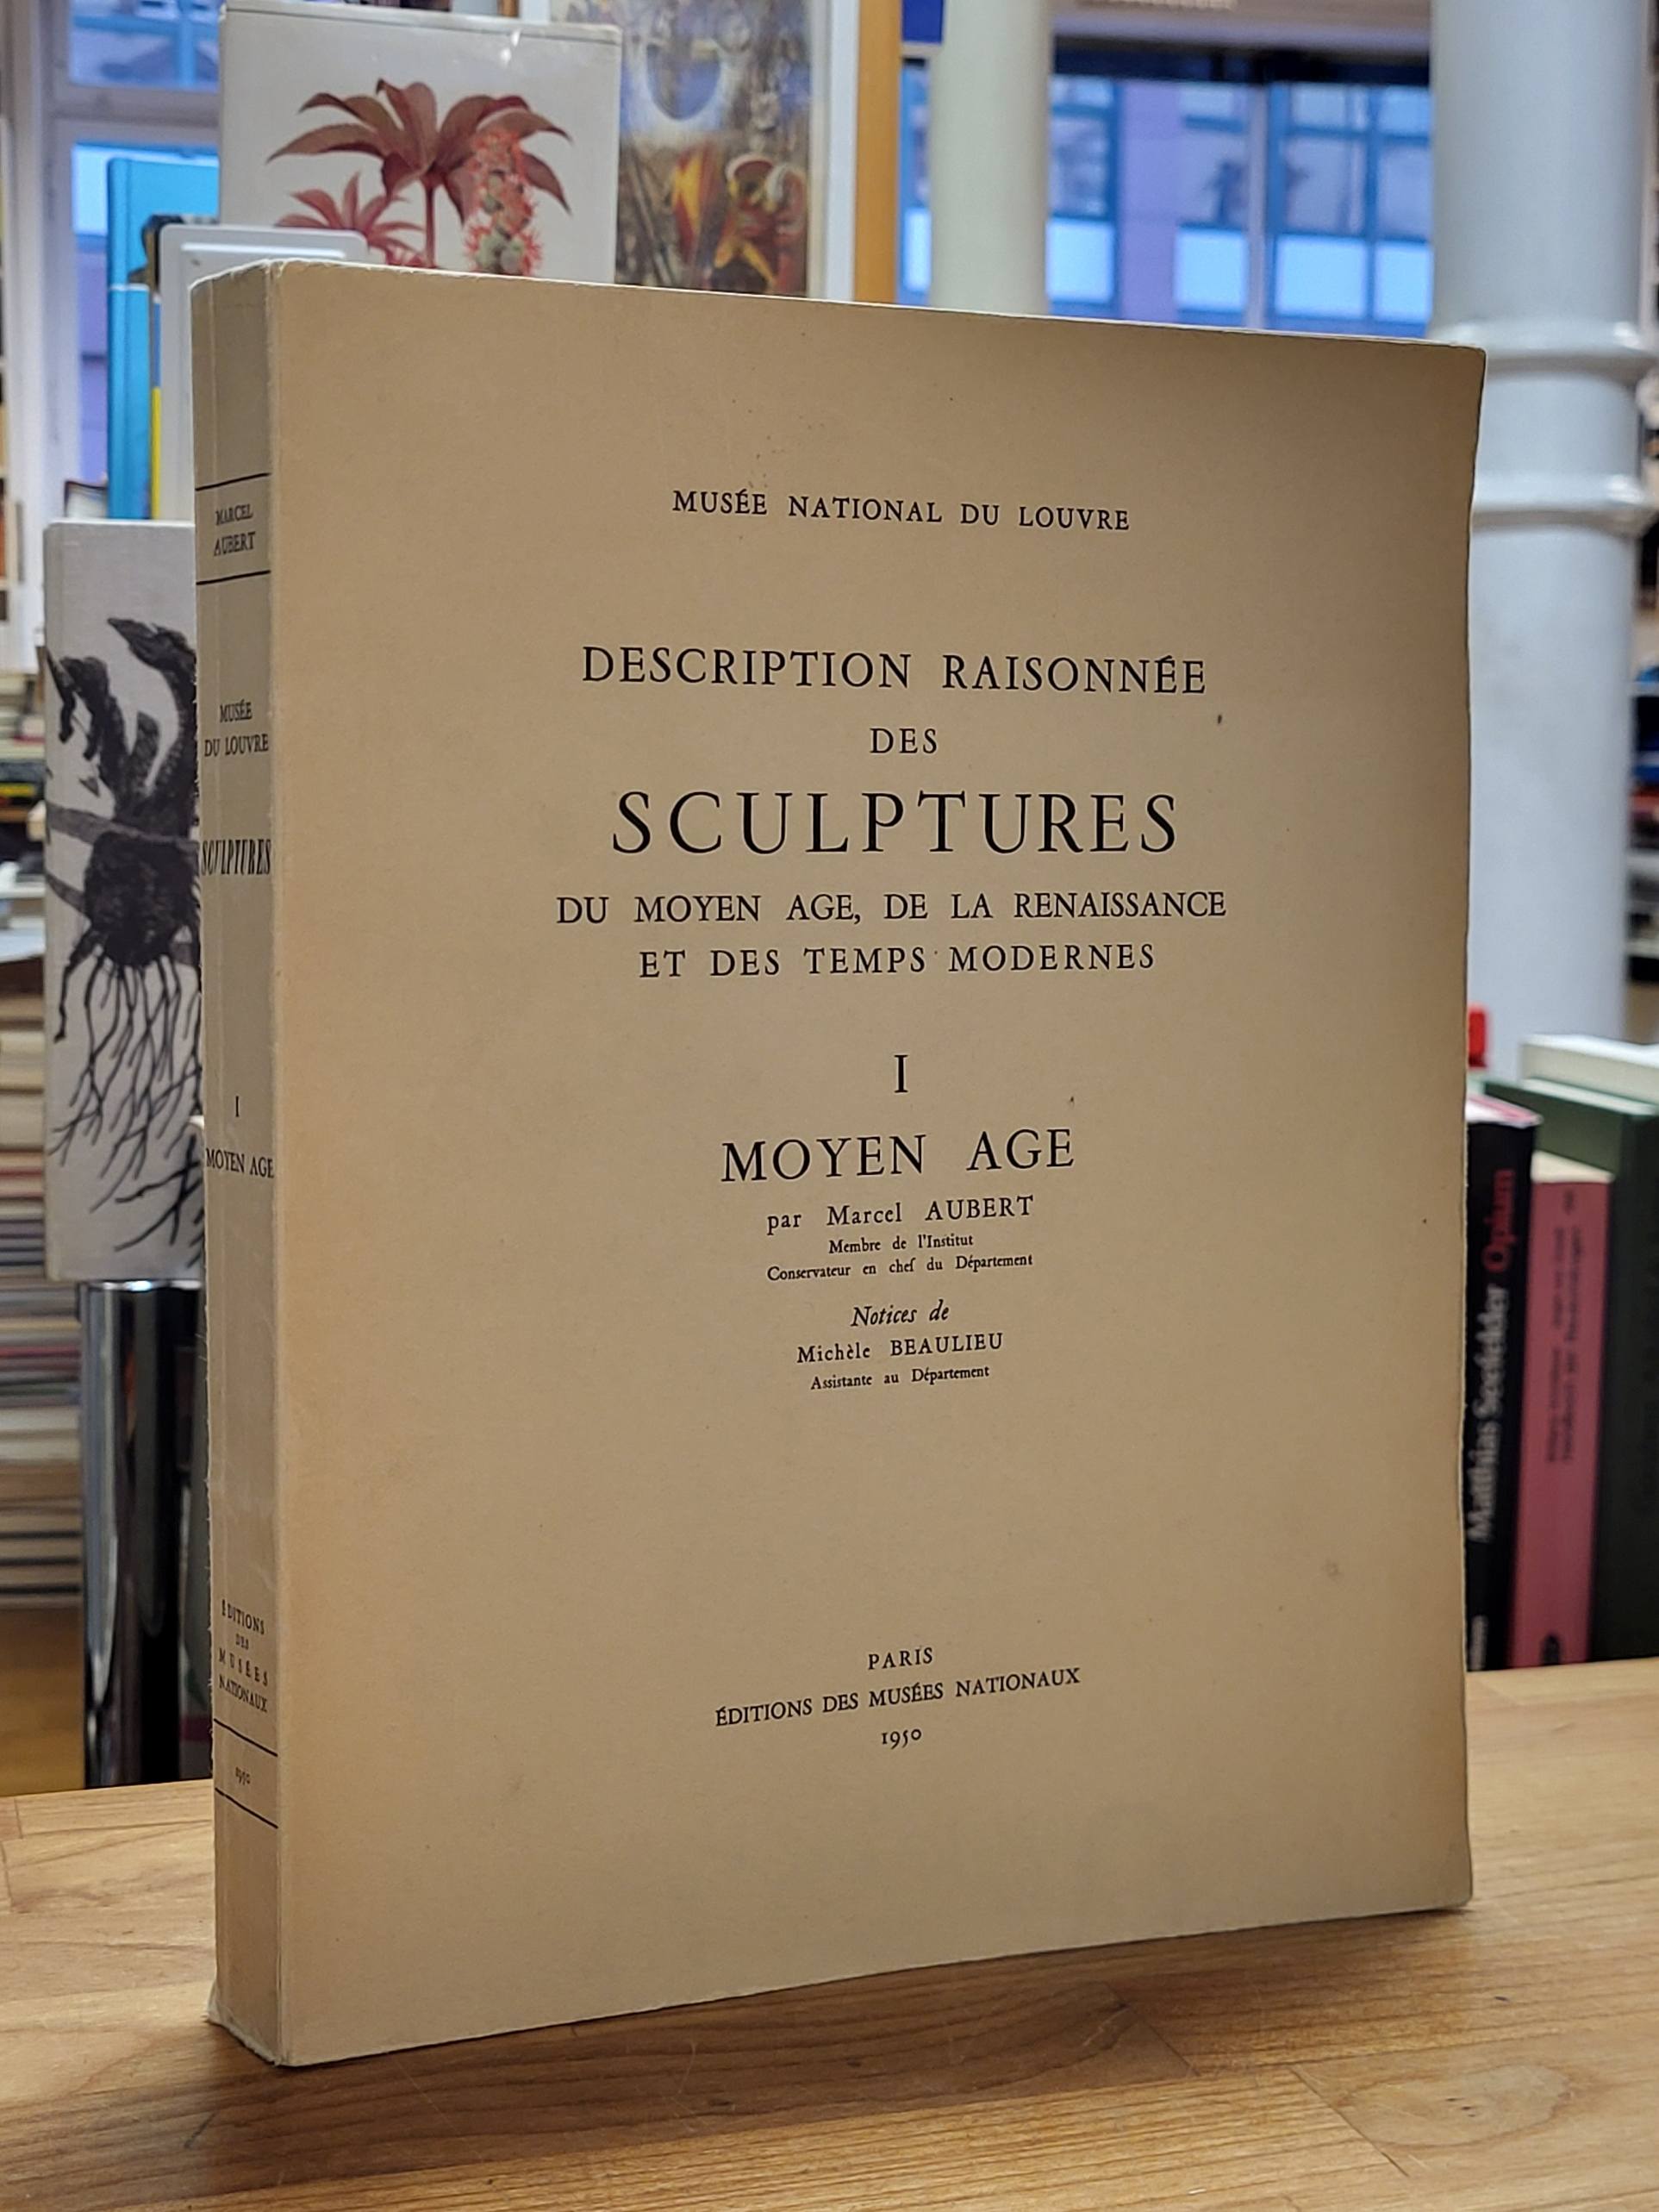 MUSÉE NATIONAL DU LOUVRE
DESCRIPTION RAISONNÉE
DES
SCULPTURES
DU MOYEN AGE, DE LA RENAISSANCE
ET DES TEMPS MODERNES
I
MOYEN AGE
par Marcel AUBERT
Membre de l'Institut
Conservateur en chef du Département
Notices de
Michèle BEAULIEU
Assistante au Département
PARIS
ÉDITIONS DES MUSÉES NATIONAUX
1950
MARCEL
AUBERT
MUSÉE
DU LOUVRE
SCULPTURES
I
MOYEN AGE
ÉDITIONS
DES
MUSÉES
NATIONAUX
1950
Matthias Seefelder Opium